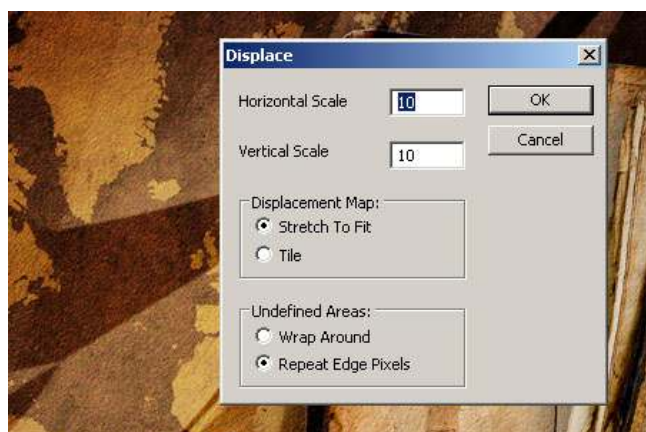 Displace
Horizontal Scale 10 OK
Vertical Scale 10 Cancel
Displacement Map:
Stretch To Fit
Tile
Undefined Areas:
Wrap Around
Repeat Edge Pixels